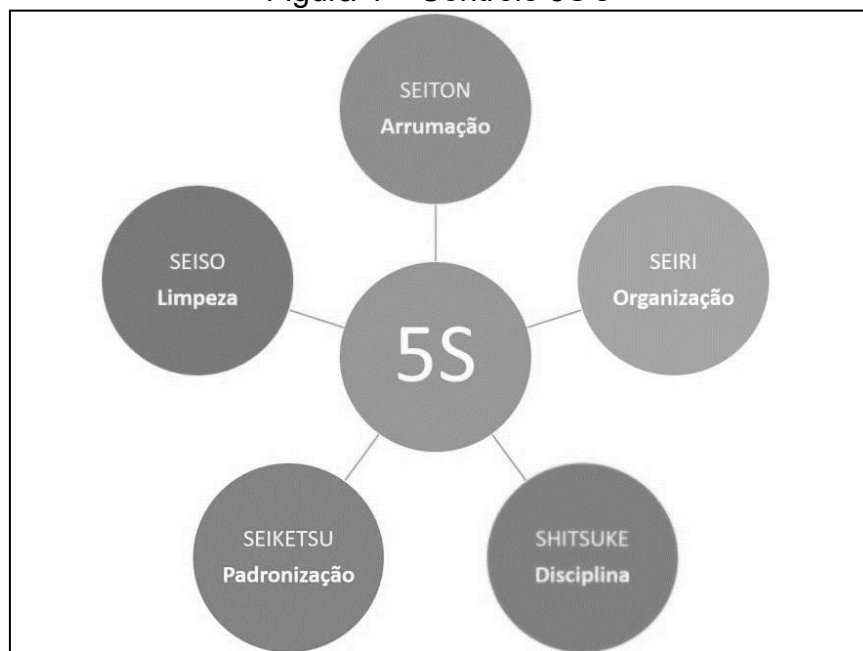 SEITON
Arrumação
SEISO
Limpeza
SEIRI
Organização
5S
SEIKETSU
Padronização
SHITSUKE
Disciplina